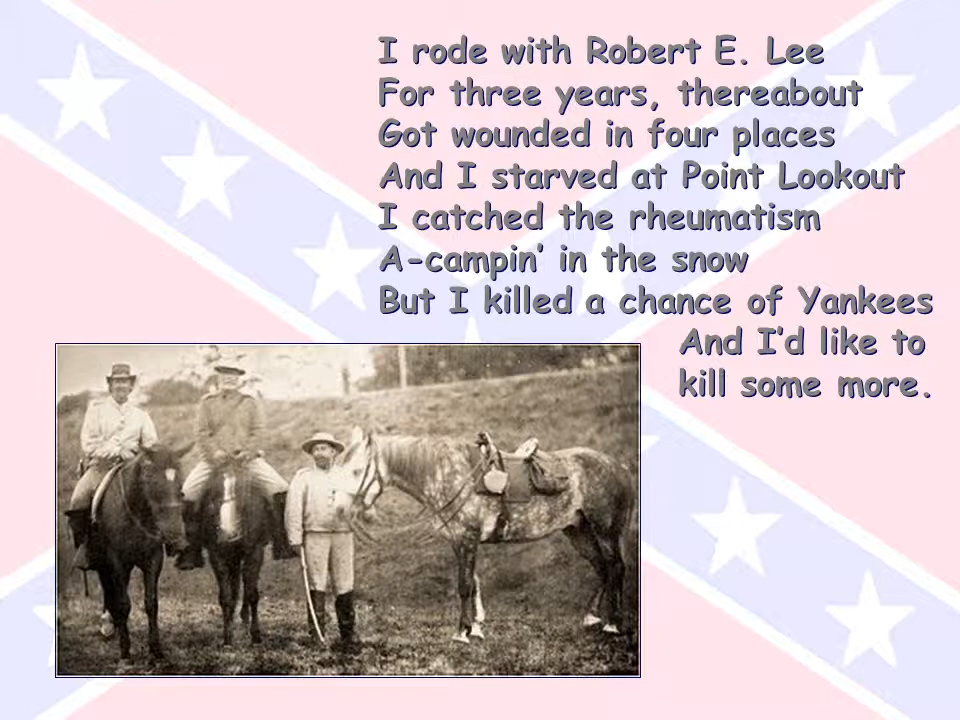 I rode with Robert E. Lee
For three years, thereabout
Got wounded in four places
And I starved at Point Lookout
I catched the rheumatism
A-campin’ in the snow
But I killed a chance of Yankees
And I’d like to
kill some more.